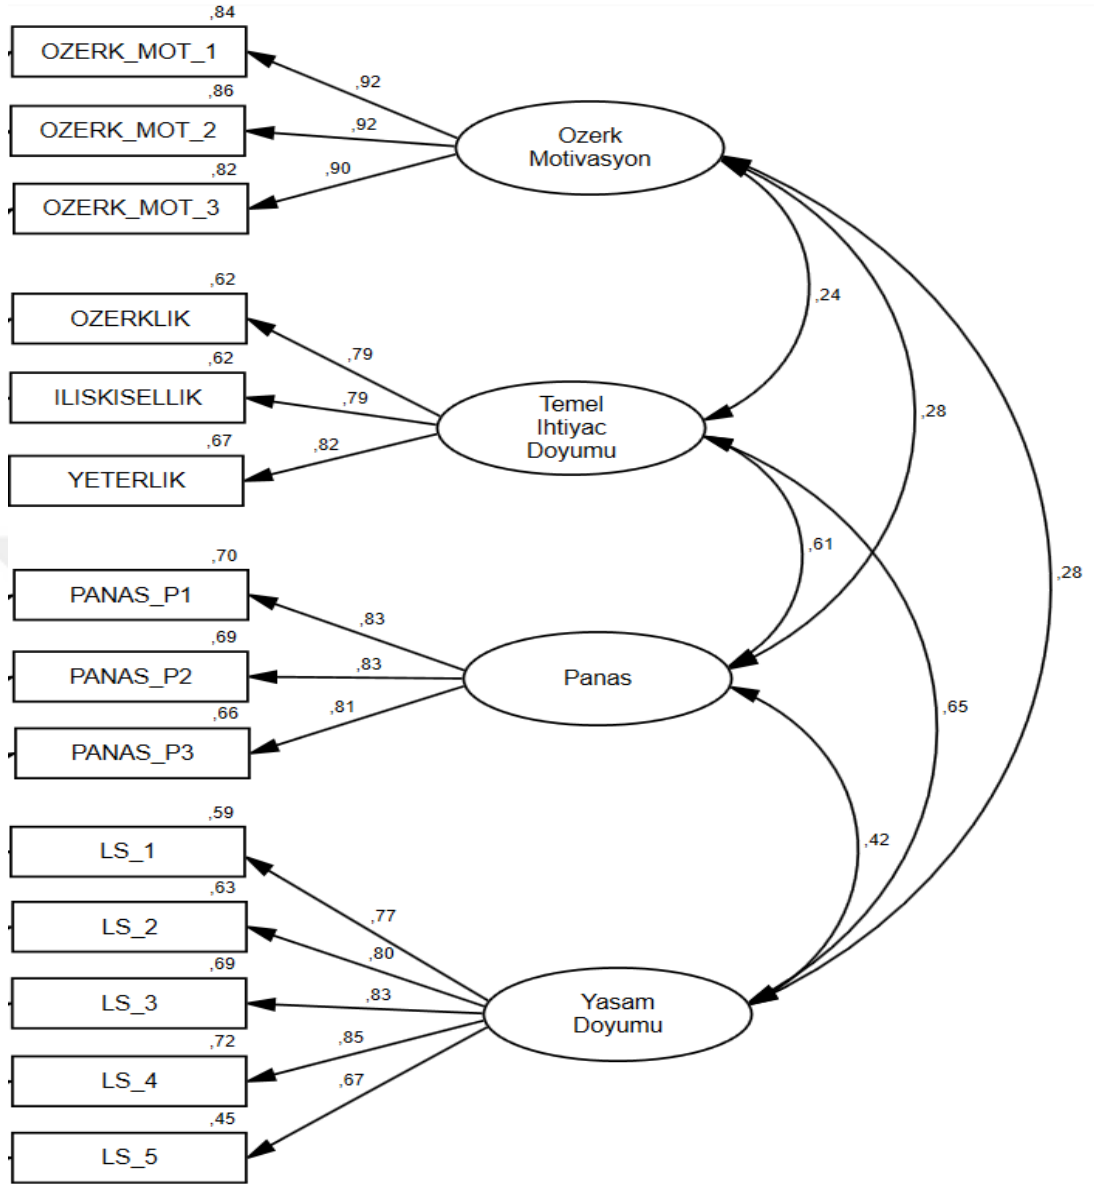 ,84
OZERK_MOT_1
,92
,86
OZERK_MOT_2
,92
,82
OZERK_MOT_3
,90
Ozerk
Motivasyon
,62
OZERKLIK
,79
,62
ILISKISELLIK
,79
,67
YETERLIK
,82
Temel
Ihtiyac
Doyumu
,24
,28
,28
,70
PANAS_P1
,83
,69
PANAS_P2
,83
,66
PANAS_P3
,81
Panas
,61
,65
,59
LS_1
,77
,63
LS_2
,80
,69
LS_3
,83
,72
LS_4
,85
,45
LS_5
,67
Yasam
Doyumu
,42